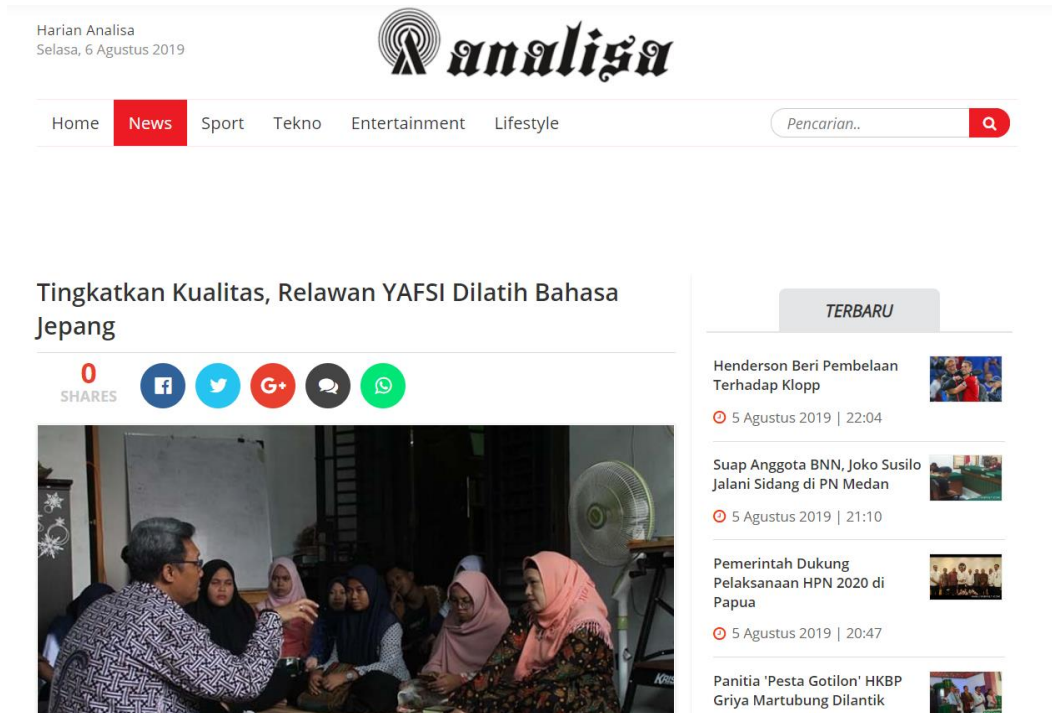 Harian Analisa
Selasa, 6 Agustus 2019
analisa
Home News Sport Tekno Entertainment Lifestyle
Pencarian..
Tingkatkan Kualitas, Relawan YAFSI Dilatih Bahasa
Jepang
0
SHARES
G+
TERBARU
Henderson Beri Pembelaan
Terhadap Klopp
5 Agustus 2019 | 22:04
Suap Anggota BNN, Joko Susilo
Jalani Sidang di PN Medan
5 Agustus 2019 | 21:10
Pemerintah Dukung
Pelaksanaan HPN 2020 di
Papua
5 Agustus 2019 | 20:47
Panitia 'Pesta Gotilon' HKBP
Griya Martubung Dilantik